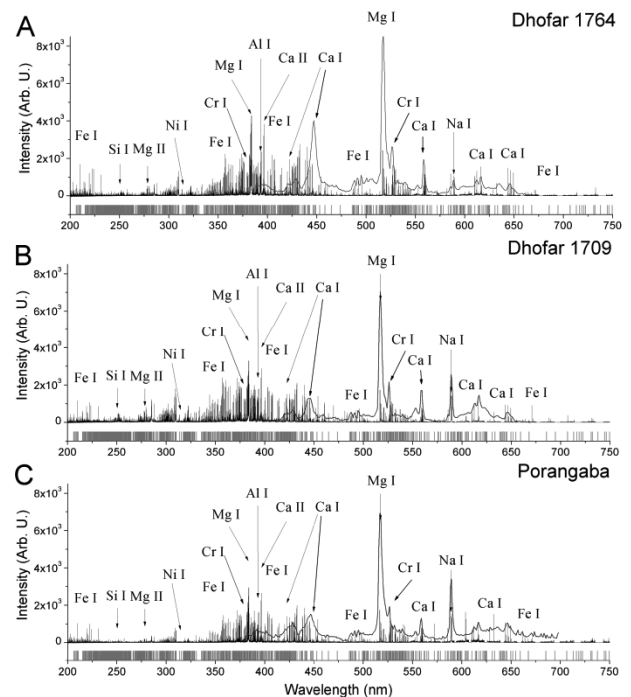 A Dhofar 1764
Mg I
8x10³
Al I
Ca II
Ca I
Mg I
6x10³
Cr I
Cr I
Ca I
Na I
4x10³
Ni I
Fe I
Fe I
Fe I
Si I
Mg II
Fe I
Ca I
Ca I
Fe I
2x10³
0
Intensity (Arb. U.)
200 250 300 350 400 450 500 550 600 650 700 750
B Dhofar 1709
Mg I
8x10³
Al I
Ca II
Ca I
Mg I
6x10³
Cr I
Cr I
Ca I
Na I
4x10³
Ni I
Fe I
Fe I
Fe I
Si I
Mg II
Fe I
Ca I
Ca I
Fe I
2x10³
0
Intensity (Arb. U.)
200 250 300 350 400 450 500 550 600 650 700 750
C Porangaba
Mg I
8x10³
Al I
Ca II
Ca I
Mg I
6x10³
Cr I
Cr I
Na I
4x10³
Ni I
Fe I
Fe I
Fe I
Si I
Mg II
Fe I
Ca I
Ca I
Fe I
2x10³
0
Intensity (Arb. U.)
200 250 300 350 400 450 500 550 600 650 700 750
Wavelength (nm)